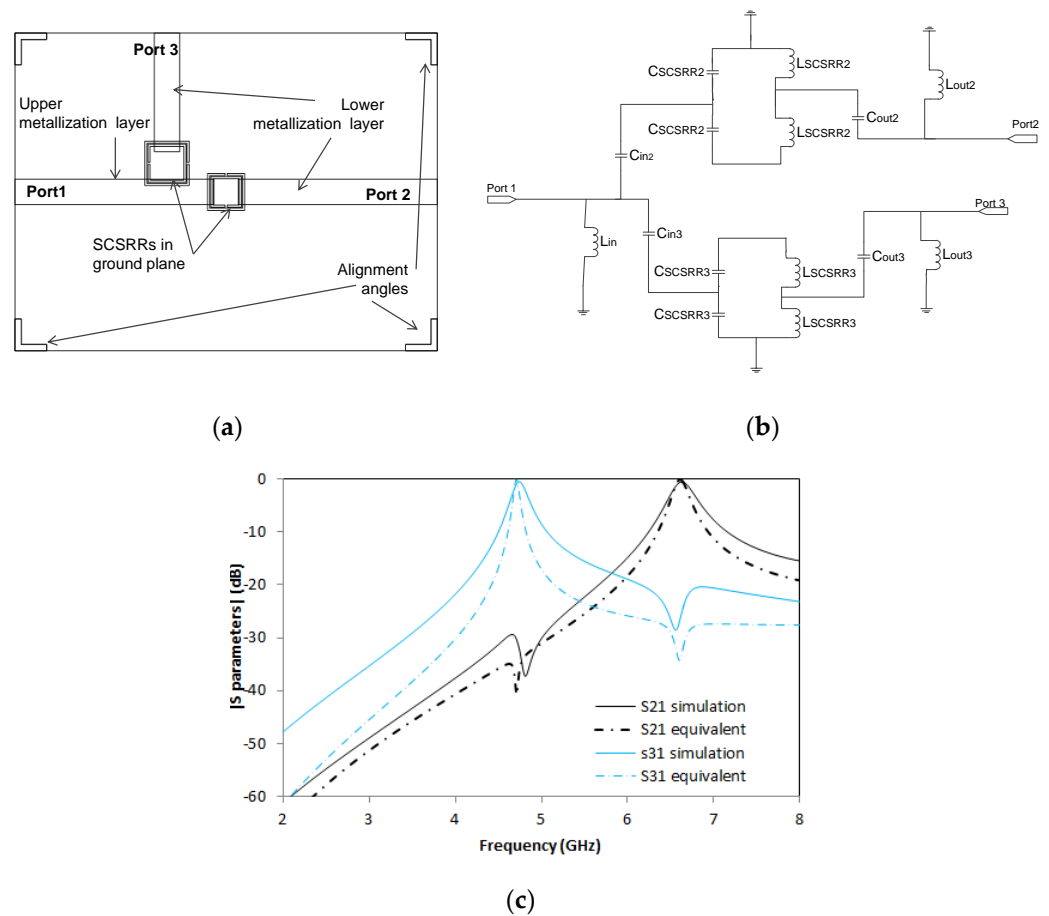 Port 3
Upper
metallization layer
Lower
metallization layer
Port1
Port 2
SCSRRs in
ground plane
Alignment
angles
(a)
CSCSRR2
LSCSRR2
Lout2
CSCSRR2
LSCSRR2
Cout2
Port2
Cin2
Port 1
Port 3
Lin
Cin3
CSCSRR3
LSCSRR3
Cout3
Lout3
CSCSRR3
LSCSRR3
(b)
|S parameters| (dB)
0
-10
-20
-30
-40
-50
-60
S21 simulation
S21 equivalent
s31 simulation
S31 equivalent
2 3 4 5 6 7 8
Frequency (GHz)
(c)